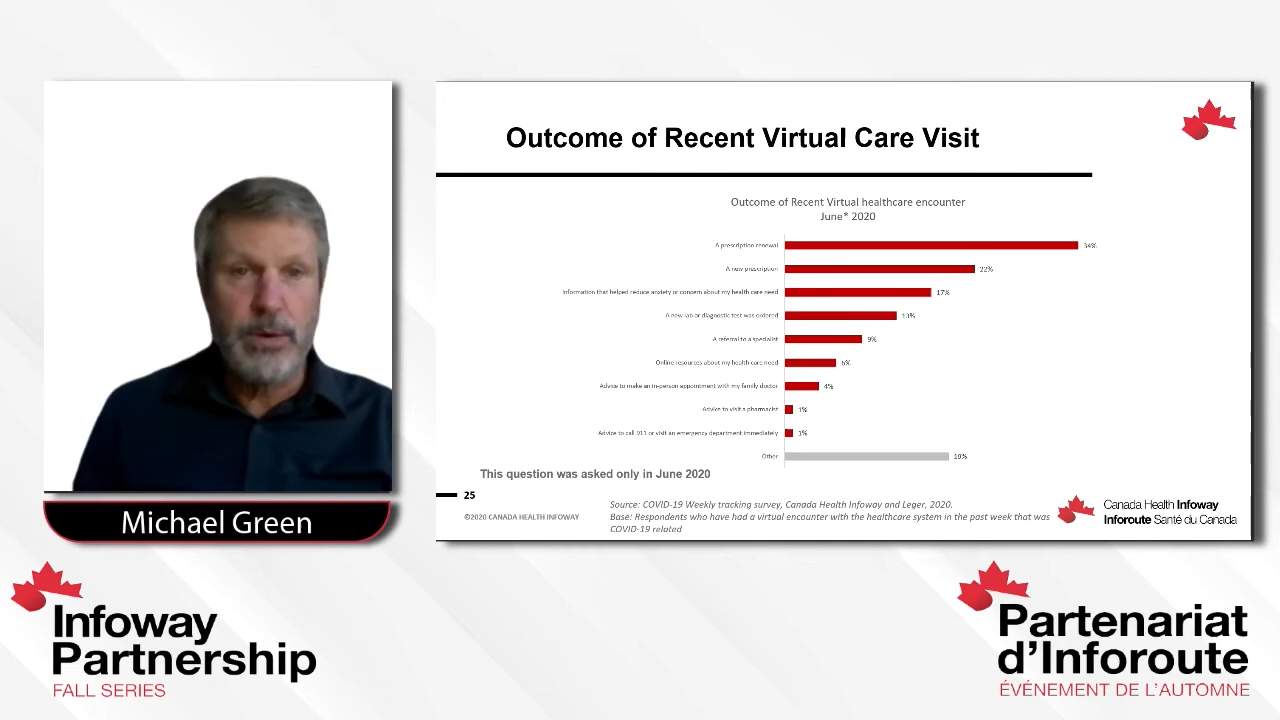 Outcome of Recent Virtual Care Visit
Outcome of Recent Virtual healthcare encounter
June* 2020
A prescription renewal 34%
A new prescription 22%
Information that helped reduce anxiety or concern about my health care need 17%
A new lab or diagnostic test was ordered 13%
A referral to a specialist 9%
Online resources about my health care need 6%
Advice to make an in-person appointment with my family doctor 4%
Advice to visit a pharmacist 1%
Advice to call 911 or visit an emergency department immediately 1%
Other 19%
This question was asked only in June 2020
25
©2020 CANADA HEALTH INFOWAY
Source: COVID-19 Weekly tracking survey, Canada Health Infoway and Leger, 2020.
Base: Respondents who have had a virtual encounter with the healthcare system in the past week that was
COVID-19 related
Canada Health Infoway
Inforoute Santé du Canada
Michael Green
Infoway
Partnership
FALL SERIES
Partenariat
d'Inforoute
ÉVÉNEMENT DE L'AUTOMNE